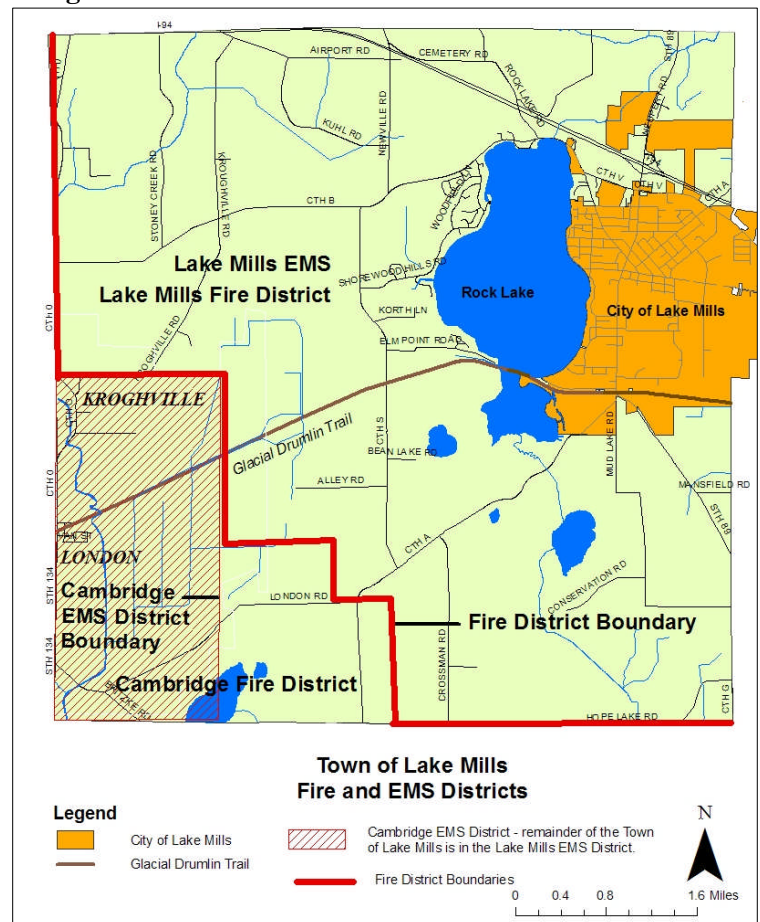 I-94
AIRPORT RD
CEMETERY RD
STH 89
CTH O
ROCK LAKE RD
NEWVILLE RD
KUHL RD
STONEY CREEK RD
KROUGHVILLE RD
CTH V
CTH V
CTH A
CTH B
Lake Mills EMS
Lake Mills Fire District
SHOREWOOD HILLS RD
Rock Lake
City of Lake Mills
KORTH LN
CTH O
ELM POINT ROAD
KROGHVILLE
CTH O
Glacial Drumlin Trail
CTH S
BEAN LAKE RD
MUD LAKE RD
CTH O
ALLEY RD
MANSFIELD RD
STH 89
LONDON
CTH A
STH 134
Cambridge
EMS District
Boundary
LONDON RD
CONSERVATION RD
Fire District Boundary
STH 134
CROSSMAN RD
Cambridge Fire District
CTH G
HOPE LAKE RD
Town of Lake Mills
Fire and EMS Districts
Legend
City of Lake Mills
Glacial Drumlin Trail
Cambridge EMS District - remainder of the Town
of Lake Mills is in the Lake Mills EMS District.
Fire District Boundaries
N
0 0.4 0.8 1.6 Miles